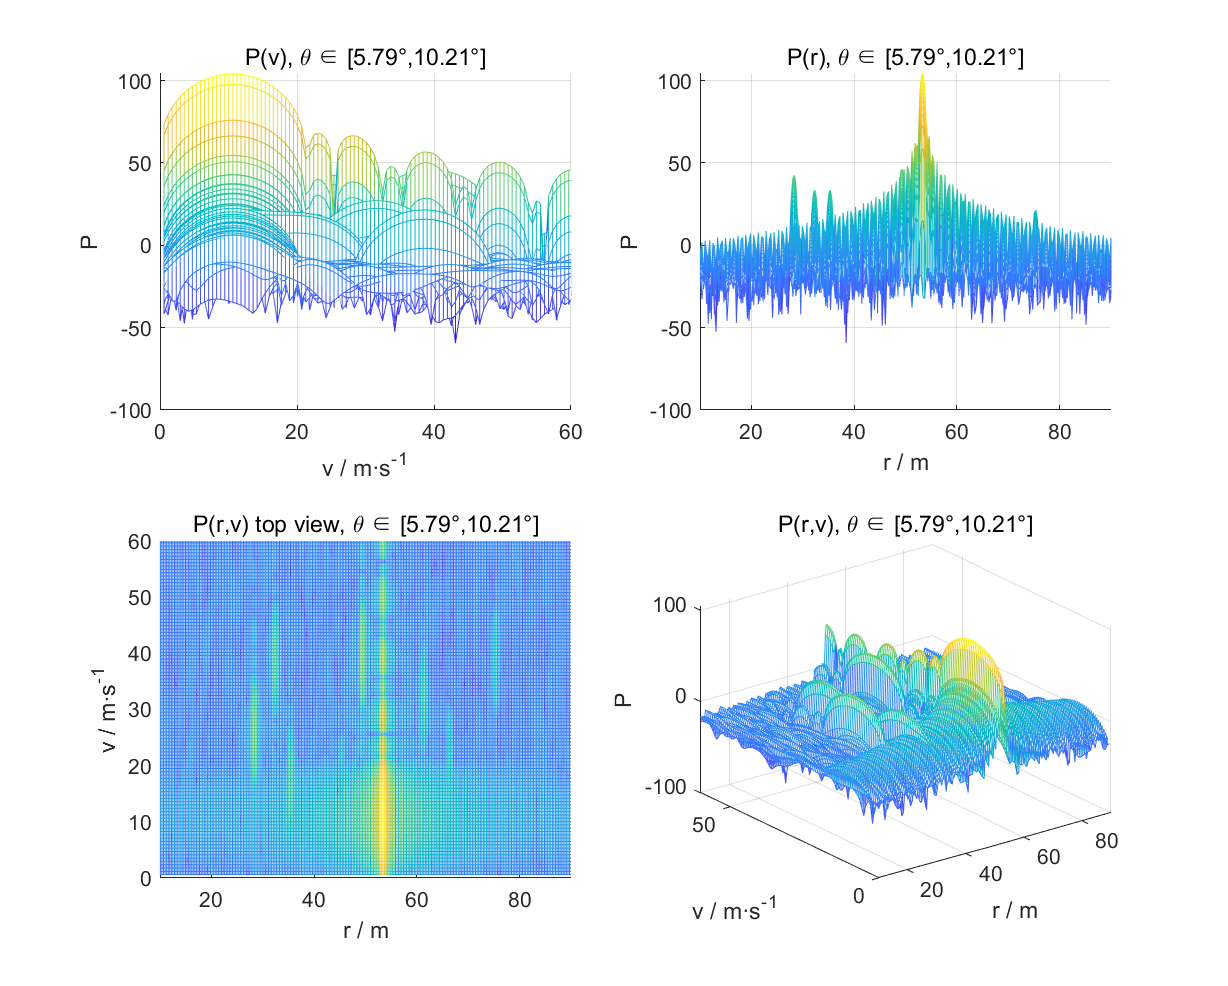 P(v), θ ∈ [5.79°,10.21°]
100
50
0
-50
-100
P
0
20
40
60
v / m·s⁻¹
P(r), θ ∈ [5.79°,10.21°]
100
50
0
-50
-100
P
20
40
60
80
r / m
P(r,v) top view, θ ∈ [5.79°,10.21°]
60
50
40
30
20
10
0
v / m·s⁻¹
20
40
60
80
r / m
P(r,v), θ ∈ [5.79°,10.21°]
100
0
-100
P
50
0
v / m·s⁻¹
20
40
60
80
r / m